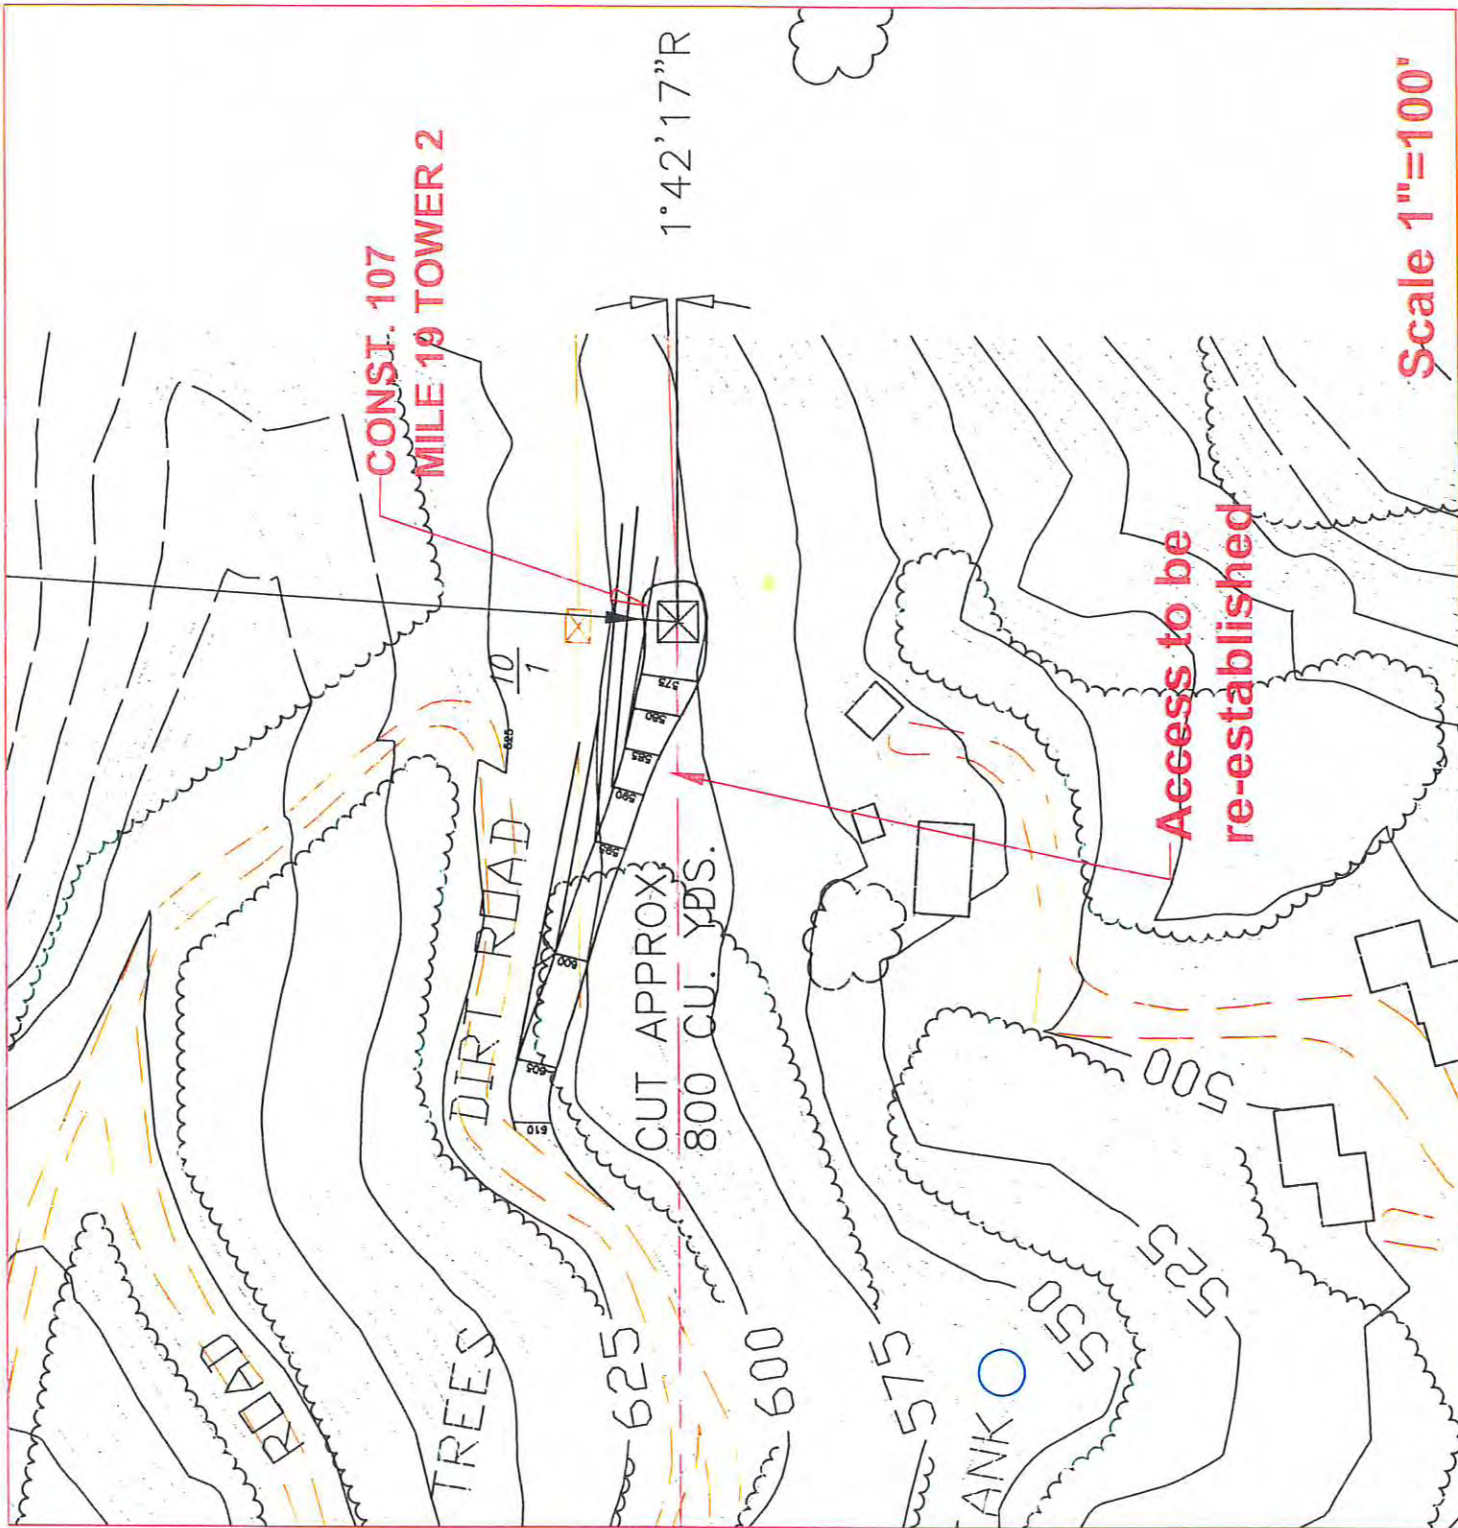 CONST. 107
MILE 19 TOWER 2
1°42'17"R
Scale 1"=100'
10
1
625
575
580
585
590
595
600
605
610
DIRT ROAD
CUT APPROX
800 CU. YDS.
Access to be
re-established
ROAD
TREES
625
600
575
550
525
500
ANK